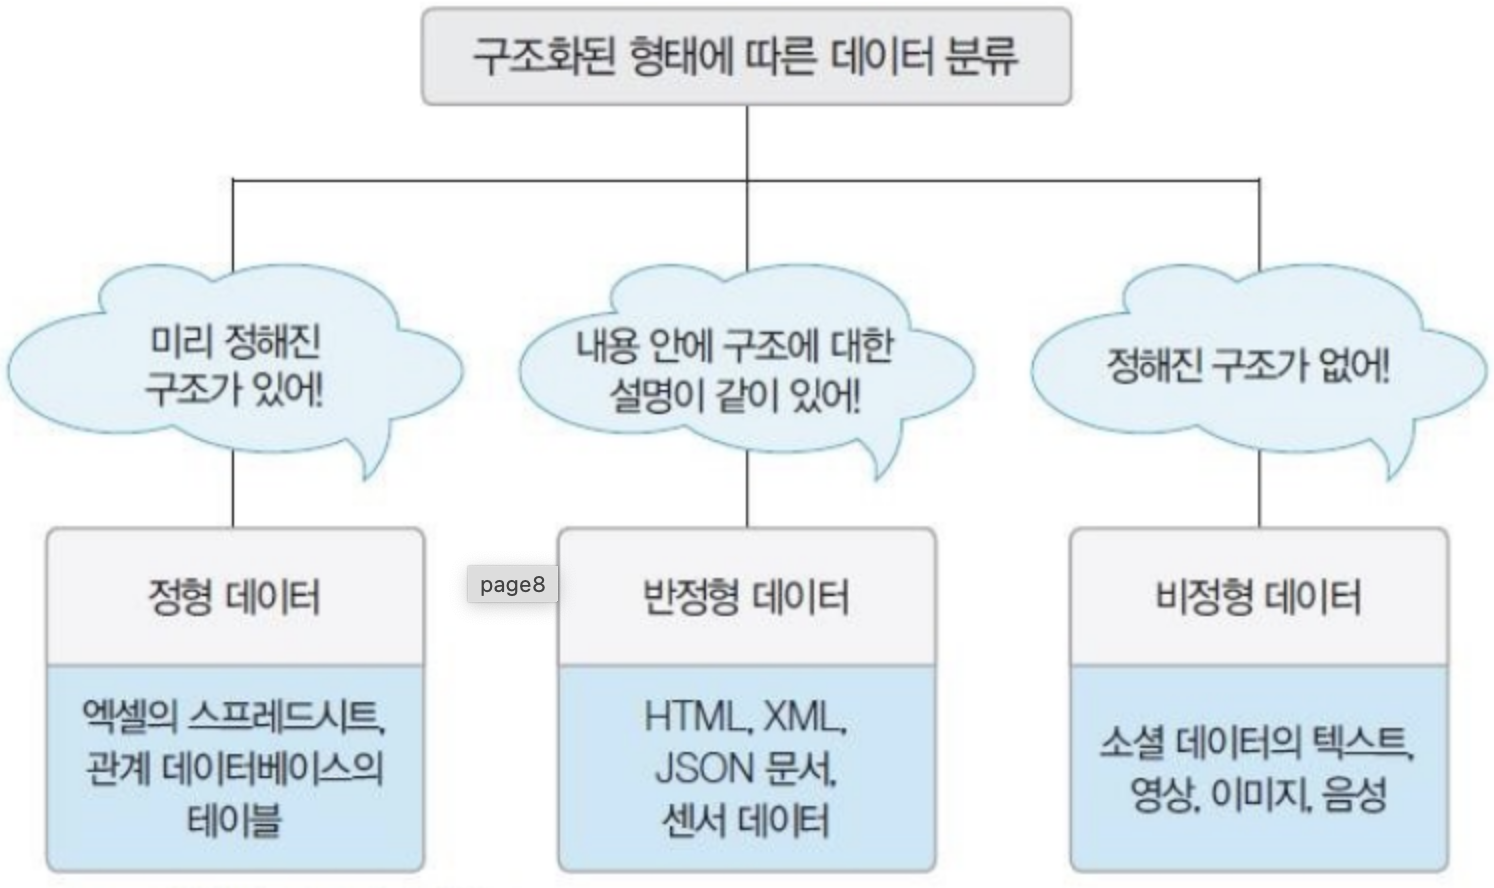 구조화된 형태에 따른 데이터 분류
미리 정해진
구조가 있어!
내용 안에 구조에 대한
설명이 같이 있어!
정해진 구조가 없어!
정형 데이터
엑셀의 스프레드시트,
관계 데이터베이스의
테이블
page8
반정형 데이터
HTML, XML,
JSON 문서,
센서 데이터
비정형 데이터
소셜 데이터의 텍스트,
영상, 이미지, 음성